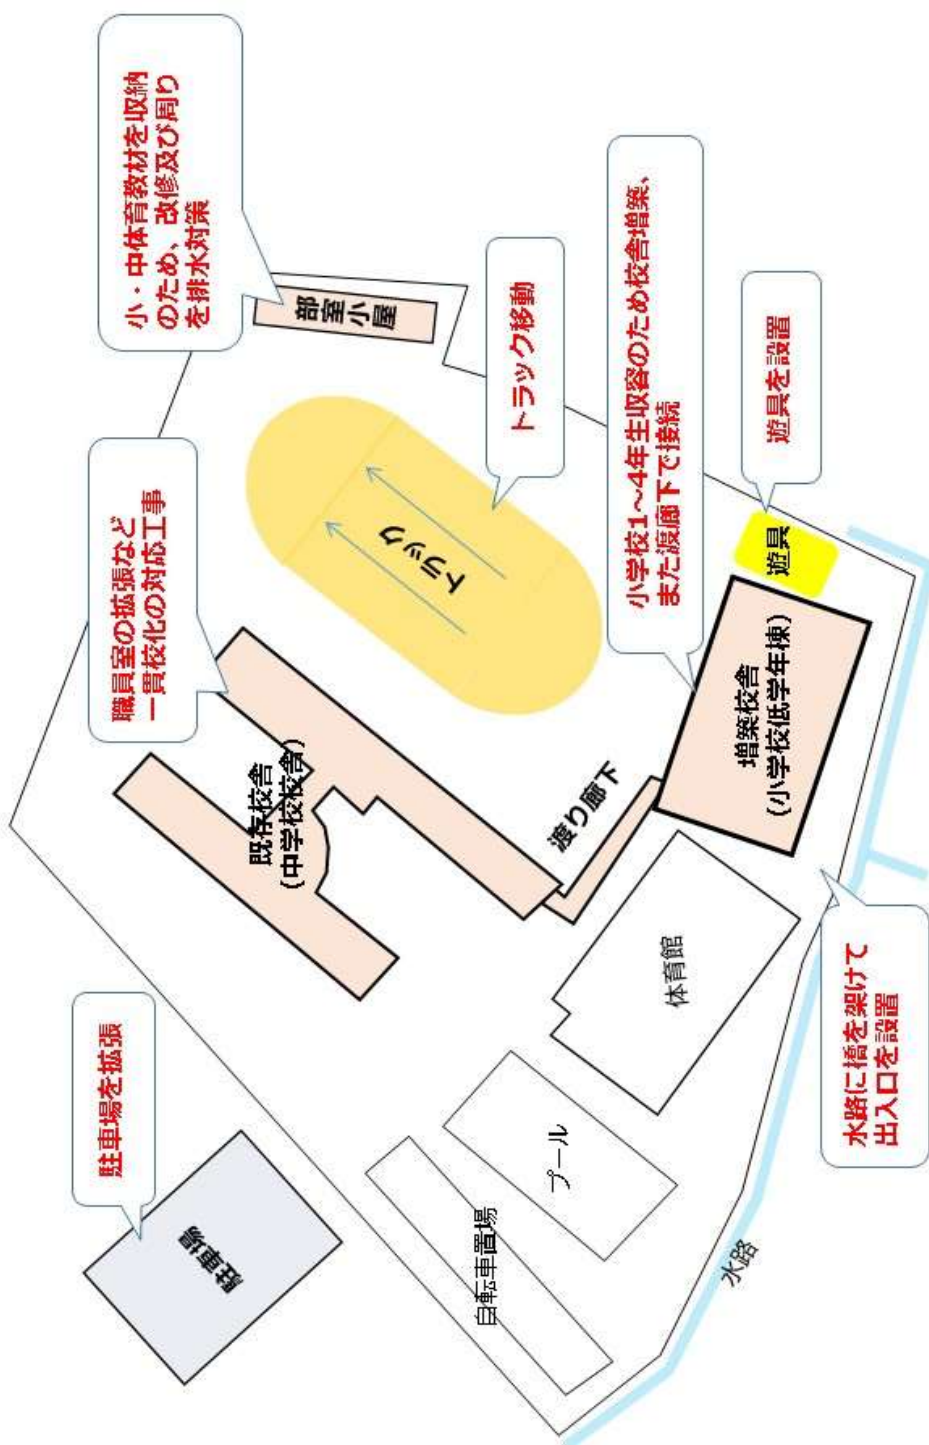 小・中体育教材を収納
のため、改修及び周り
を排水対策
職員室の拡張など
一貫校化の対応工事
駐車場を拡張
部室小屋
トラック移動
トラック
小学校1～4年生収容のため校舎増築、
また渡廊下で接続
遊具を設置
遊具
既存校舎
(中学校校舎)
渡り廊下
増築校舎
(小学校低学年棟)
駐車場
体育館
プール
自転車置場
水路に橋を架けて
出入口を設置
水路